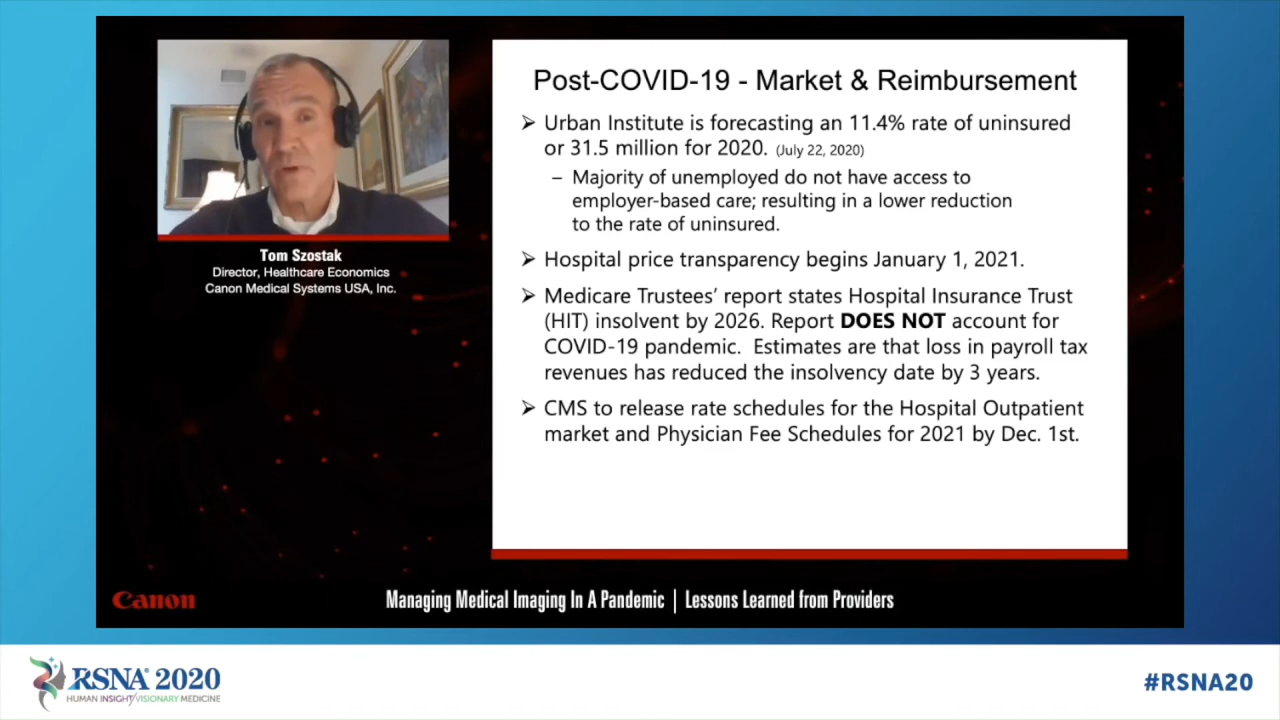 Tom Szostak
Director, Healthcare Economics
Canon Medical Systems USA, Inc.
Post-COVID-19 - Market & Reimbursement
➢ Urban Institute is forecasting an 11.4% rate of uninsured
or 31.5 million for 2020. (July 22, 2020)
– Majority of unemployed do not have access to
employer-based care; resulting in a lower reduction
to the rate of uninsured.
➢ Hospital price transparency begins January 1, 2021.
➢ Medicare Trustees’ report states Hospital Insurance Trust
(HIT) insolvent by 2026. Report DOES NOT account for
COVID-19 pandemic. Estimates are that loss in payroll tax
revenues has reduced the insolvency date by 3 years.
➢ CMS to release rate schedules for the Hospital Outpatient
market and Physician Fee Schedules for 2021 by Dec. 1st.
Canon
Managing Medical Imaging In A Pandemic | Lessons Learned from Providers
RSNA® 2020
HUMAN INSIGHT/VISIONARY MEDICINE
#RSNA20